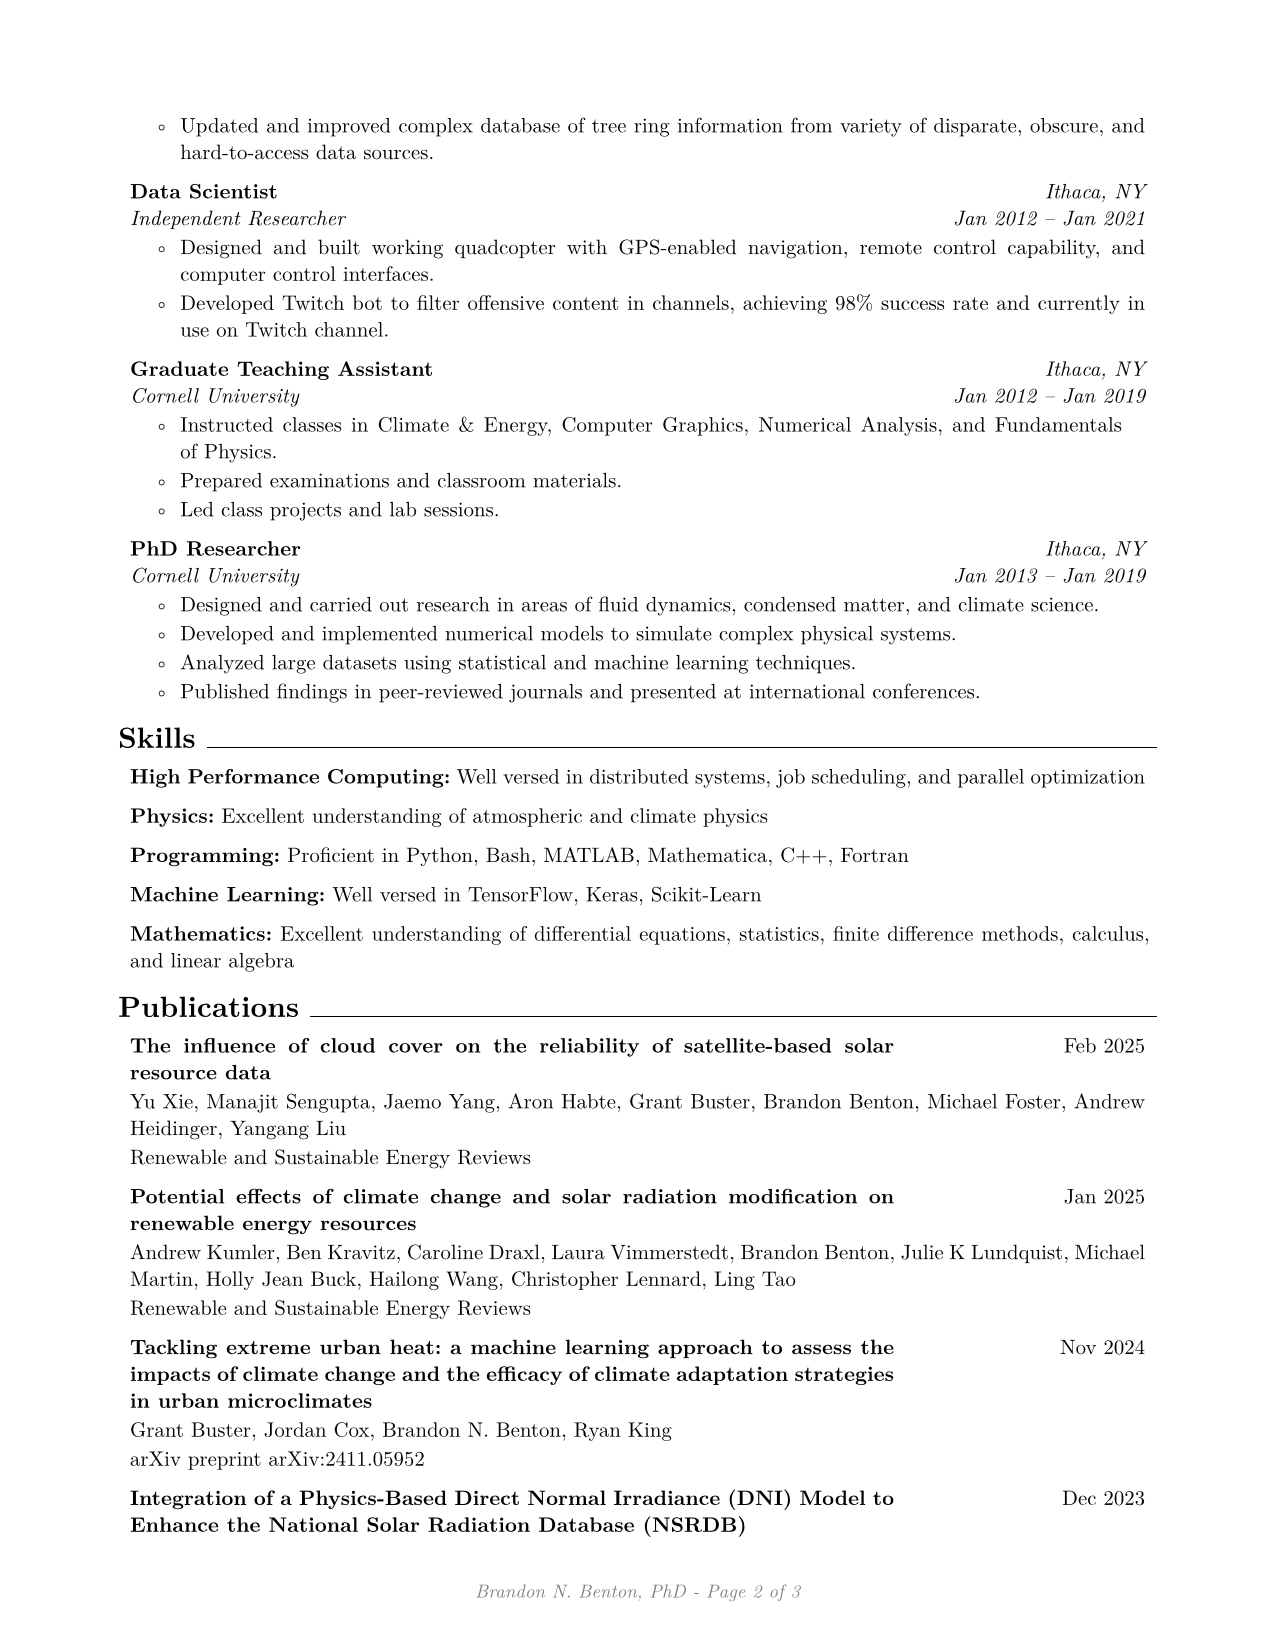 ◦ Updated and improved complex database of tree ring information from variety of disparate, obscure, and
hard-to-access data sources.
Data Scientist Ithaca, NY
Independent Researcher Jan 2012 – Jan 2021
◦ Designed and built working quadcopter with GPS-enabled navigation, remote control capability, and
computer control interfaces.
◦ Developed Twitch bot to filter offensive content in channels, achieving 98% success rate and currently in
use on Twitch channel.
Graduate Teaching Assistant Ithaca, NY
Cornell University Jan 2012 – Jan 2019
◦ Instructed classes in Climate & Energy, Computer Graphics, Numerical Analysis, and Fundamentals
of Physics.
◦ Prepared examinations and classroom materials.
◦ Led class projects and lab sessions.
PhD Researcher Ithaca, NY
Cornell University Jan 2013 – Jan 2019
◦ Designed and carried out research in areas of fluid dynamics, condensed matter, and climate science.
◦ Developed and implemented numerical models to simulate complex physical systems.
◦ Analyzed large datasets using statistical and machine learning techniques.
◦ Published findings in peer-reviewed journals and presented at international conferences.
Skills
High Performance Computing: Well versed in distributed systems, job scheduling, and parallel optimization
Physics: Excellent understanding of atmospheric and climate physics
Programming: Proficient in Python, Bash, MATLAB, Mathematica, C++, Fortran
Machine Learning: Well versed in TensorFlow, Keras, Scikit-Learn
Mathematics: Excellent understanding of differential equations, statistics, finite difference methods, calculus,
and linear algebra
Publications
The influence of cloud cover on the reliability of satellite-based solar Feb 2025
resource data
Yu Xie, Manajit Sengupta, Jaemo Yang, Aron Habte, Grant Buster, Brandon Benton, Michael Foster, Andrew
Heidinger, Yangang Liu
Renewable and Sustainable Energy Reviews
Potential effects of climate change and solar radiation modification on Jan 2025
renewable energy resources
Andrew Kumler, Ben Kravitz, Caroline Draxl, Laura Vimmerstedt, Brandon Benton, Julie K Lundquist, Michael
Martin, Holly Jean Buck, Hailong Wang, Christopher Lennard, Ling Tao
Renewable and Sustainable Energy Reviews
Tackling extreme urban heat: a machine learning approach to assess the Nov 2024
impacts of climate change and the efficacy of climate adaptation strategies
in urban microclimates
Grant Buster, Jordan Cox, Brandon N. Benton, Ryan King
arXiv preprint arXiv:2411.05952
Integration of a Physics-Based Direct Normal Irradiance (DNI) Model to Dec 2023
Enhance the National Solar Radiation Database (NSRDB)
Brandon N. Benton, PhD - Page 2 of 3